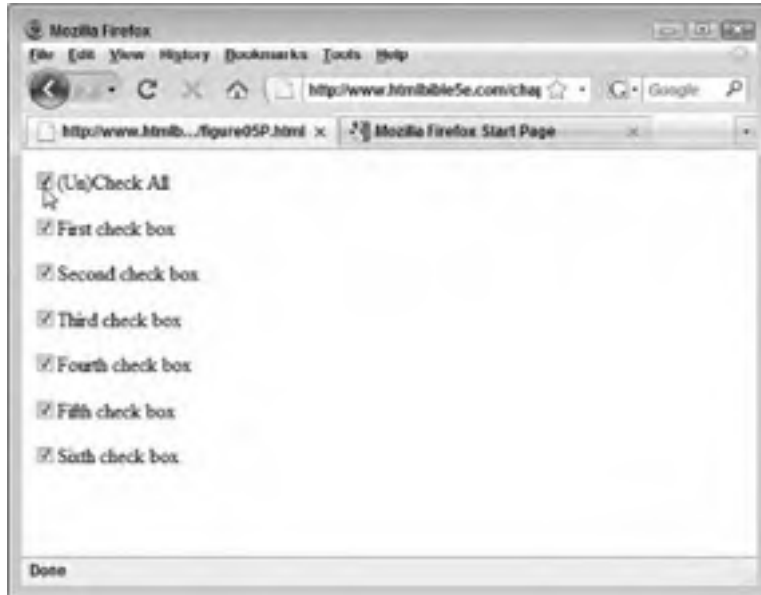 Mozilla Firefox
File Edit View History Bookmarks Tools Help
http://www.htmlbible5e.com/chap G Google
http://www.htmlb.../figure05P.html Mozilla Firefox Start Page
(Un)Check All
First check box
Second check box
Third check box
Fourth check box
Fifth check box
Sixth check box
Done